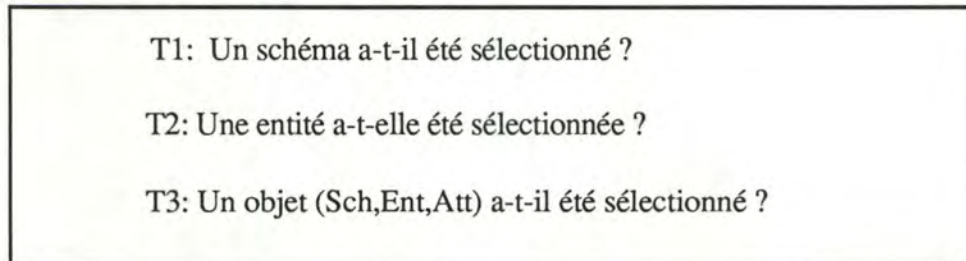 T1: Un schéma a-t-il été sélectionné ?
T2: Une entité a-t-elle été sélectionnée ?
T3: Un objet (Sch,Ent,Att) a-t-il été sélectionné ?